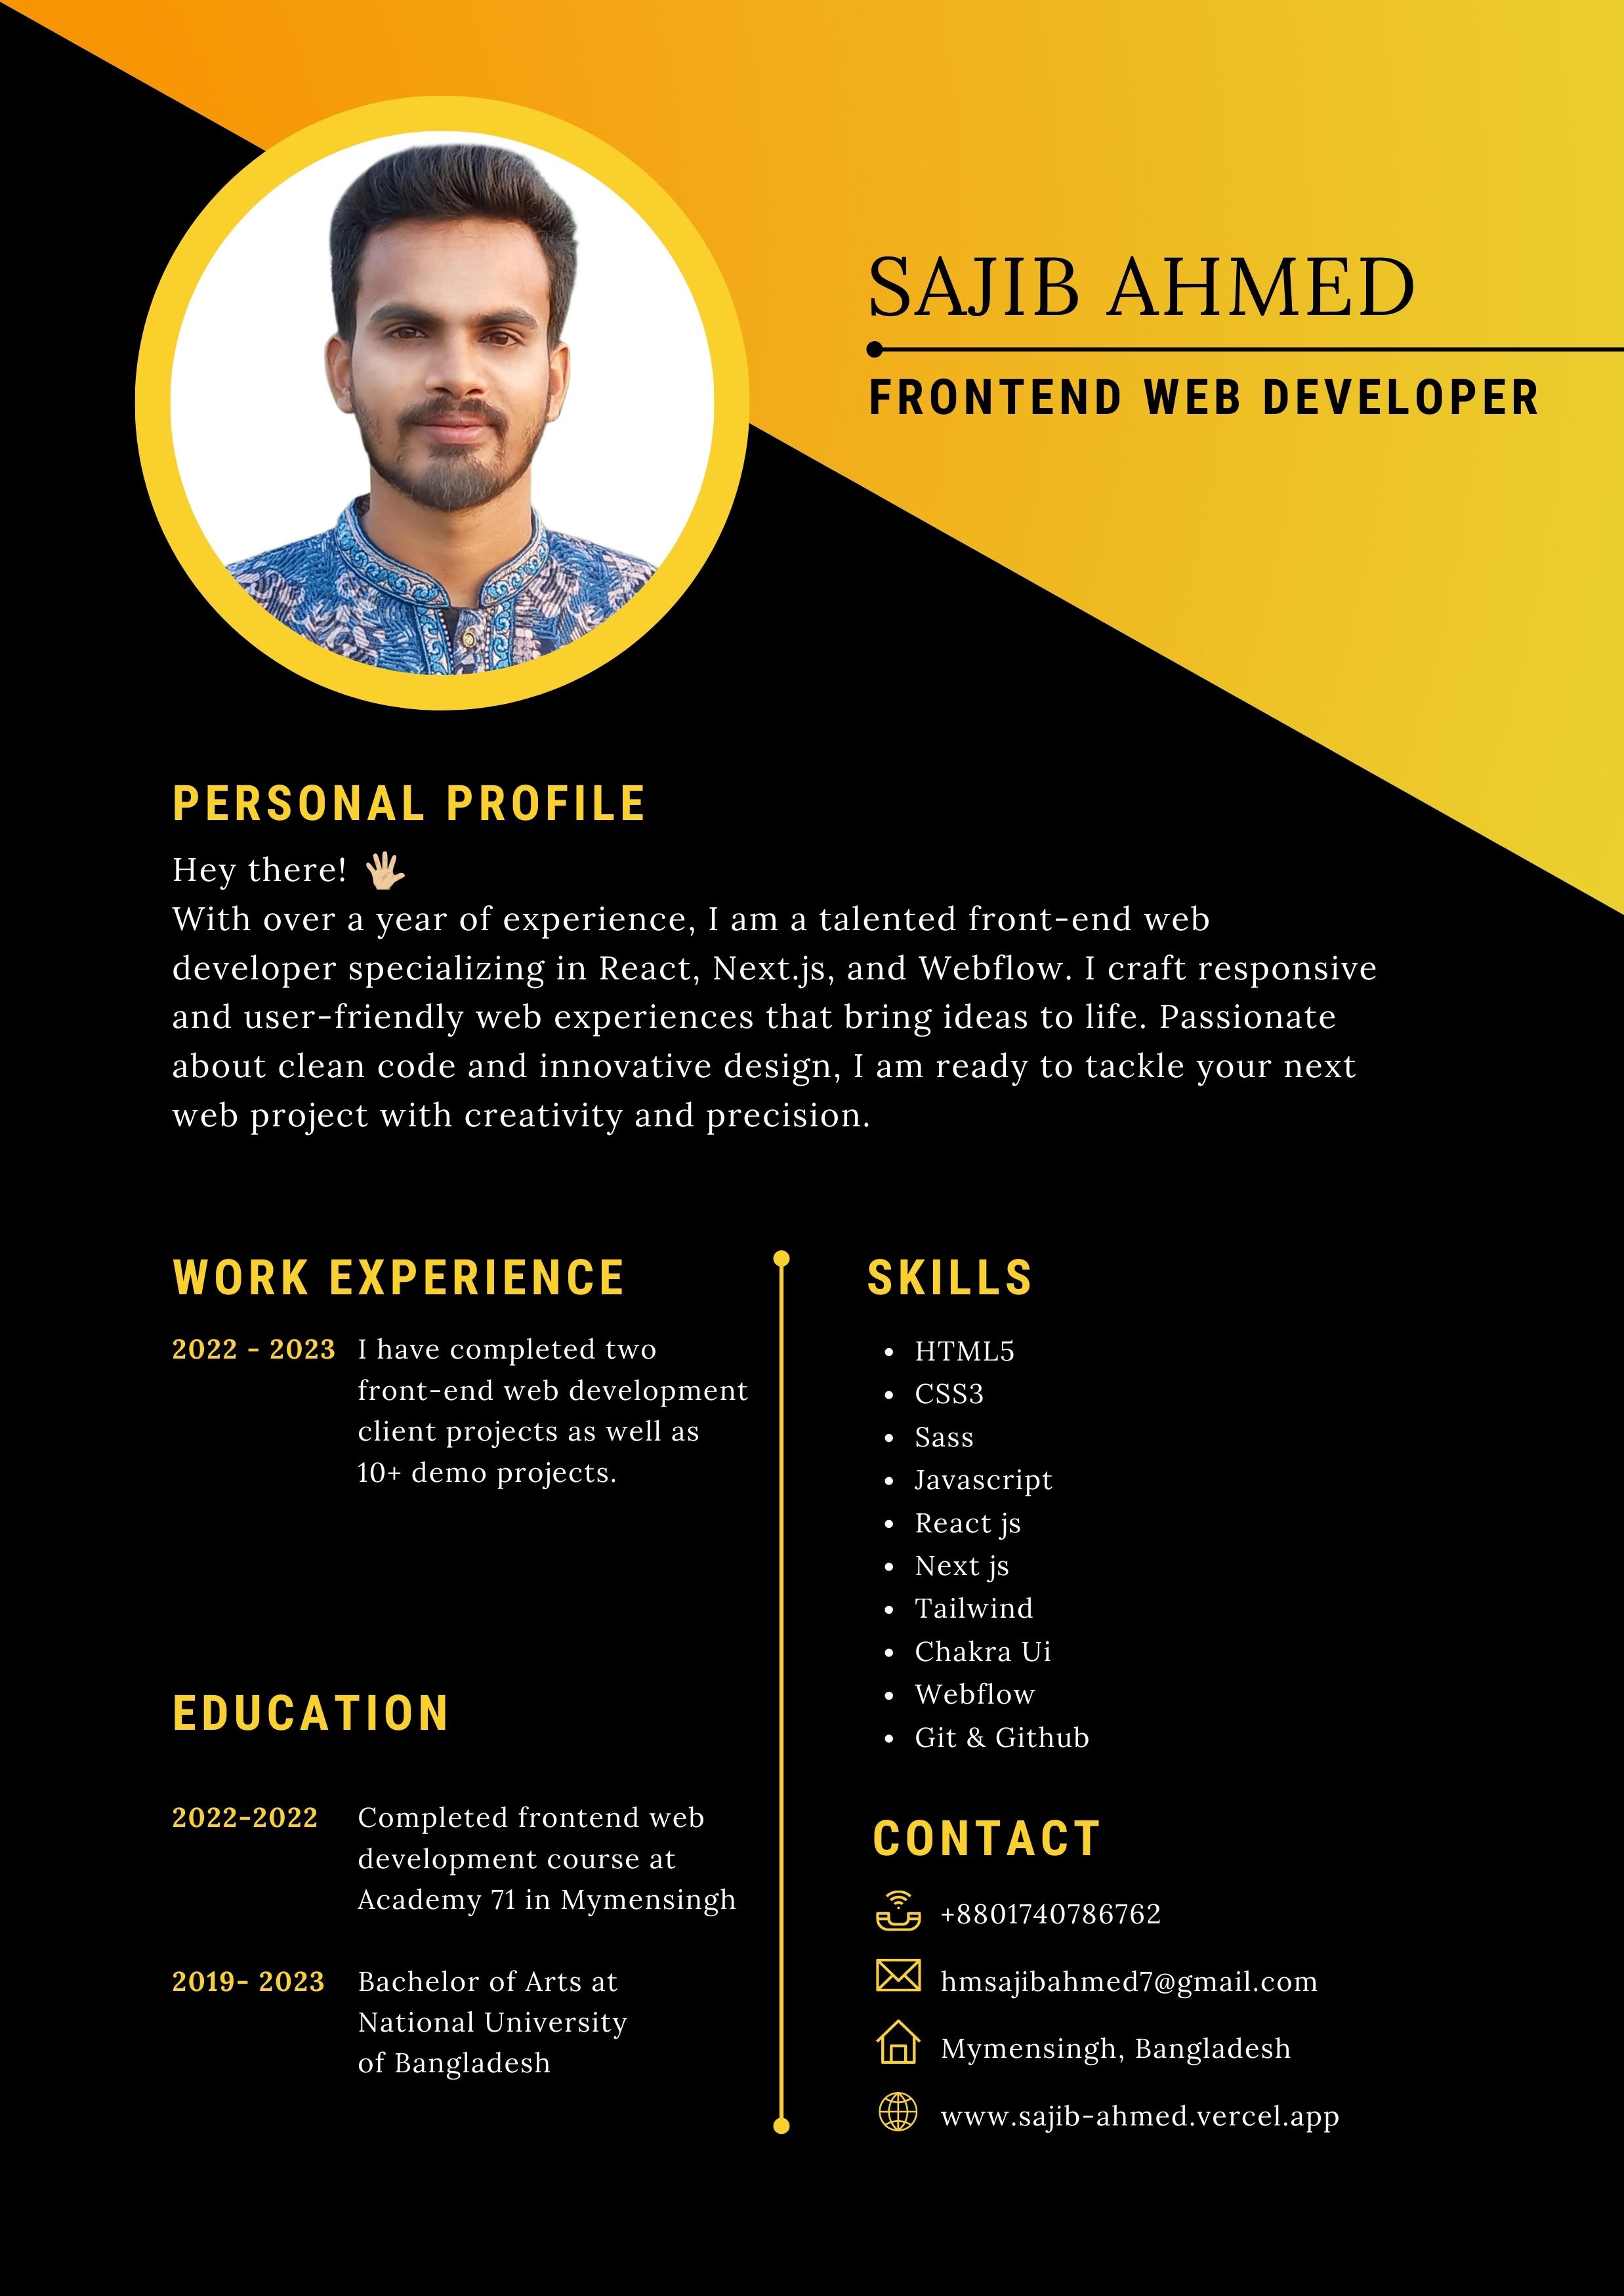 SAJIB AHMED
FRONTEND WEB DEVELOPER
PERSONAL PROFILE
Hey there! 🖐🏼
With over a year of experience, I am a talented front-end web
developer specializing in React, Next.js, and Webflow. I craft responsive
and user-friendly web experiences that bring ideas to life. Passionate
about clean code and innovative design, I am ready to tackle your next
web project with creativity and precision.
WORK EXPERIENCE
2022 - 2023 I have completed two
front-end web development
client projects as well as
10+ demo projects.
EDUCATION
2022-2022 Completed frontend web
development course at
Academy 71 in Mymensingh
2019- 2023 Bachelor of Arts at
National University
of Bangladesh
SKILLS
• HTML5
• CSS3
• Sass
• Javascript
• React js
• Next js
• Tailwind
• Chakra Ui
• Webflow
• Git & Github
CONTACT
+8801740786762
hmsajibahmed7@gmail.com
Mymensingh, Bangladesh
www.sajib-ahmed.vercel.app